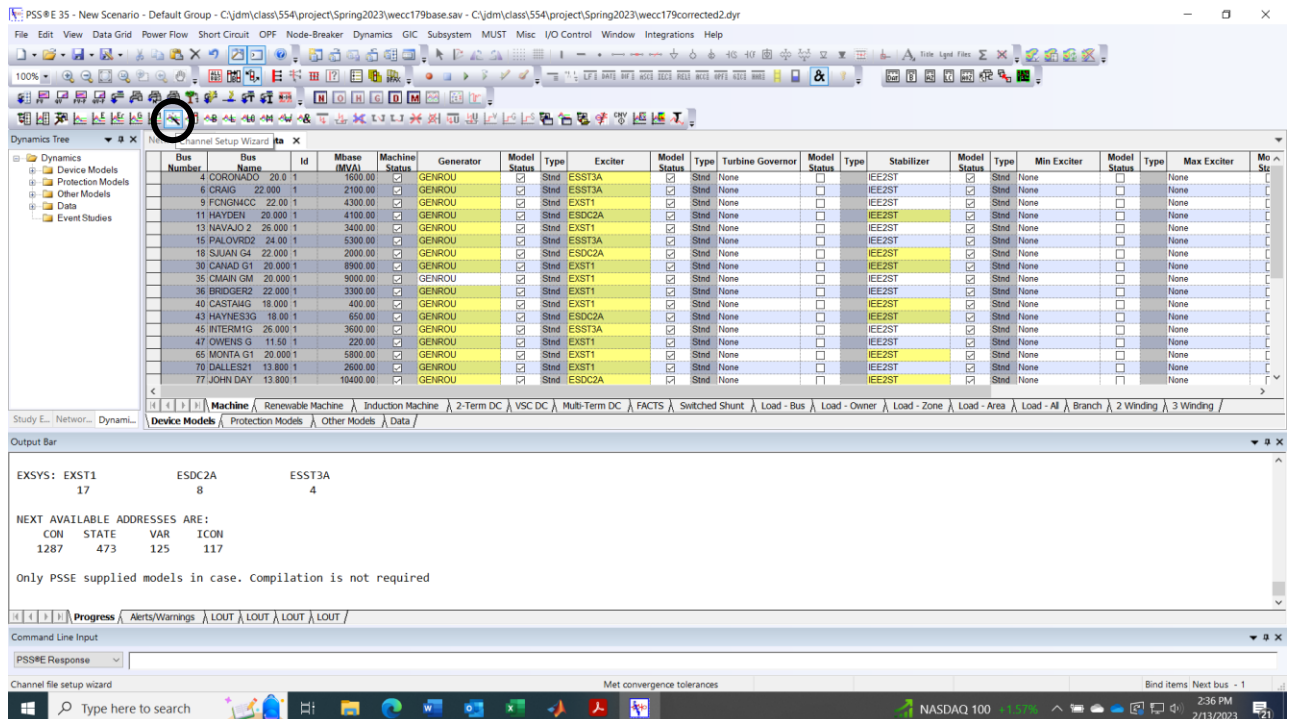 PSS®E 35 - New Scenario - Default Group - C:\jdm\class\554\project\Spring2023\wecc179base.sav - C:\jdm\class\554\project\Spring2023\wecc179corrected2.dyr
File Edit View Data Grid Power Flow Short Circuit OPF Node-Breaker Dynamics GIC Subsystem MUST Misc I/O Control Window Integrations Help
100%
N O H G D M
Dynamics Tree
Channel Setup Wizard ta X
Dynamics
Device Models
Protection Models
Other Models
Data
Event Studies
Bus Number Bus Name Id Mbase (MVA) Machine Status Generator Model Status Type Exciter Model Status Type Turbine Governor Model Status Type Stabilizer Model Status Type Min Exciter Model Status Type Max Exciter
4 CORONADO 20.0 1 1600.00 GENROU Stnd ESST3A Stnd None IEE2ST Stnd None None
6 CRAIG 22.000 1 2100.00 GENROU Stnd ESST3A Stnd None IEE2ST Stnd None None
9 FCNGN4CC 22.00 1 4300.00 GENROU Stnd EXST1 Stnd None IEE2ST Stnd None None
11 HAYDEN 20.000 1 4100.00 GENROU Stnd ESDC2A Stnd None IEE2ST Stnd None None
13 NAVAJO 2 26.000 1 3400.00 GENROU Stnd EXST1 Stnd None IEE2ST Stnd None None
15 PALOVRD2 24.00 1 5300.00 GENROU Stnd ESST3A Stnd None IEE2ST Stnd None None
18 SJUAN G4 22.000 1 2000.00 GENROU Stnd ESDC2A Stnd None IEE2ST Stnd None None
30 CANAD G1 20.000 1 8900.00 GENROU Stnd EXST1 Stnd None IEE2ST Stnd None None
35 CMAIN GM 20.000 1 9000.00 GENROU Stnd EXST1 Stnd None IEE2ST Stnd None None
36 BRIDGER2 22.000 1 3300.00 GENROU Stnd EXST1 Stnd None IEE2ST Stnd None None
40 CASTAI4G 18.000 1 400.00 GENROU Stnd EXST1 Stnd None IEE2ST Stnd None None
43 HAYNES3G 18.00 1 650.00 GENROU Stnd ESDC2A Stnd None IEE2ST Stnd None None
45 INTERM1G 26.000 1 3600.00 GENROU Stnd ESST3A Stnd None IEE2ST Stnd None None
47 OWENS G 11.50 1 220.00 GENROU Stnd EXST1 Stnd None IEE2ST Stnd None None
65 MONTA G1 20.000 1 5800.00 GENROU Stnd EXST1 Stnd None IEE2ST Stnd None None
70 DALLES21 13.800 1 2600.00 GENROU Stnd EXST1 Stnd None IEE2ST Stnd None None
77 JOHN DAY 13.800 1 10400.00 GENROU Stnd ESDC2A Stnd None IEE2ST Stnd None None
Machine Renewable Machine Induction Machine 2-Term DC VSC DC Multi-Term DC FACTS Switched Shunt Load - Bus Load - Owner Load - Zone Load - Area Load - All Branch 2 Winding 3 Winding
Study E... Networ... Dynami...
Device Models Protection Models Other Models Data
Output Bar
EXSYS: EXST1 ESDC2A ESST3A
17 8 4
NEXT AVAILABLE ADDRESSES ARE:
CON STATE VAR ICON
1287 473 125 117
Only PSSE supplied models in case. Compilation is not required
Progress Alerts/Warnings LOUT LOUT LOUT LOUT
Command Line Input
PSS®E Response
Channel file setup wizard Met convergence tolerances Bind items Next bus - 1
Type here to search
NASDAQ 100 +1.57%
2:36 PM
2/13/2023
21